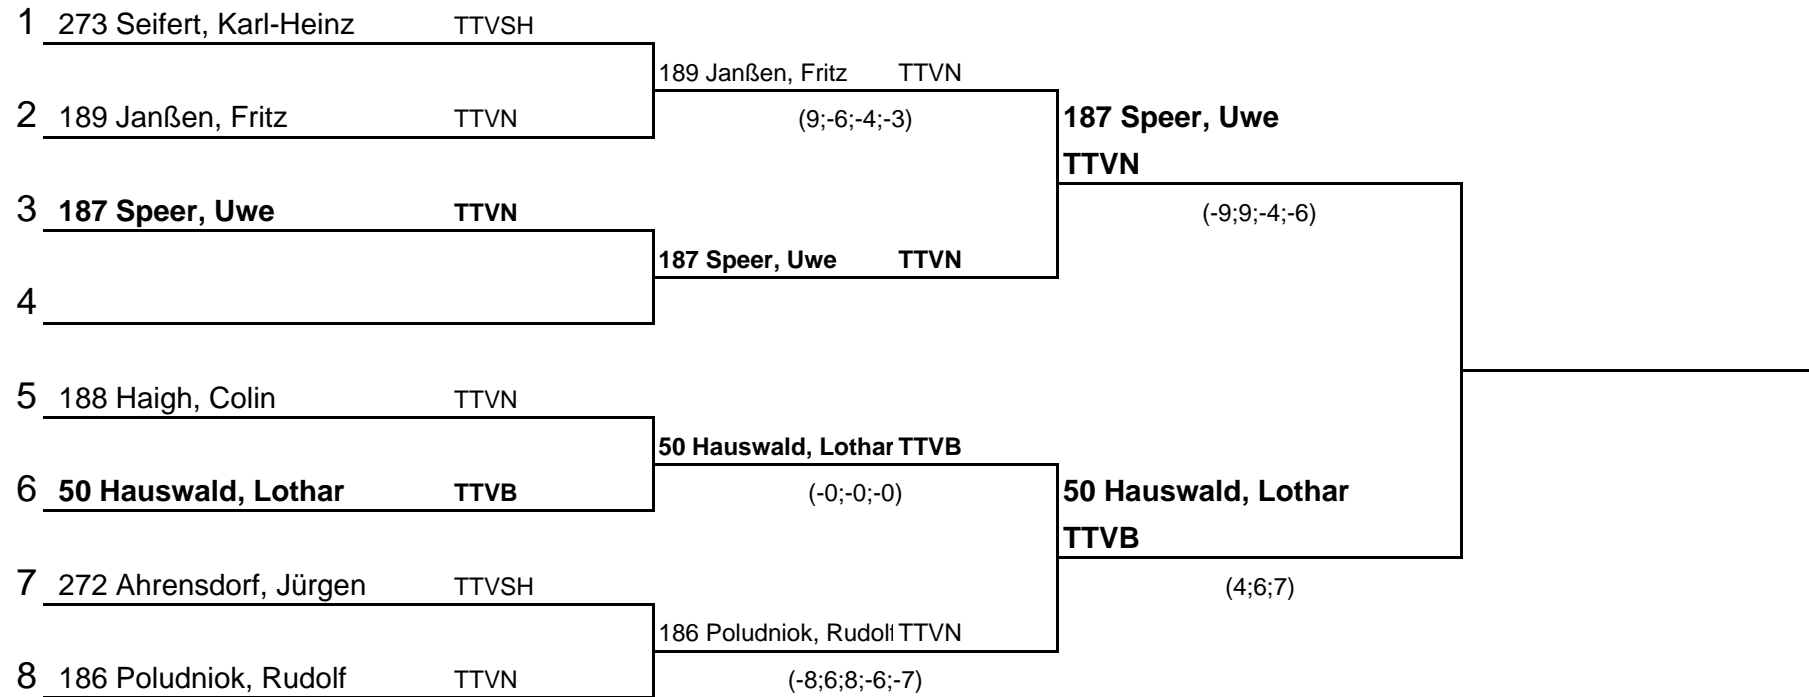 1 273 Seifert, Karl-Heinz TTVSH
189 Janßen, Fritz TTVN
2 189 Janßen, Fritz TTVN
(9;-6;-4;-3)
187 Speer, Uwe
TTVN
3 187 Speer, Uwe TTVN
(-9;9;-4;-6)
187 Speer, Uwe TTVN
4
5 188 Haigh, Colin TTVN
50 Hauswald, Lothar TTVB
6 50 Hauswald, Lothar TTVB
(-0;-0;-0)
50 Hauswald, Lothar
TTVB
7 272 Ahrensdorf, Jürgen TTVSH
(4;6;7)
186 Poludniok, Rudolf TTVN
8 186 Poludniok, Rudolf TTVN
(-8;6;8;-6;-7)